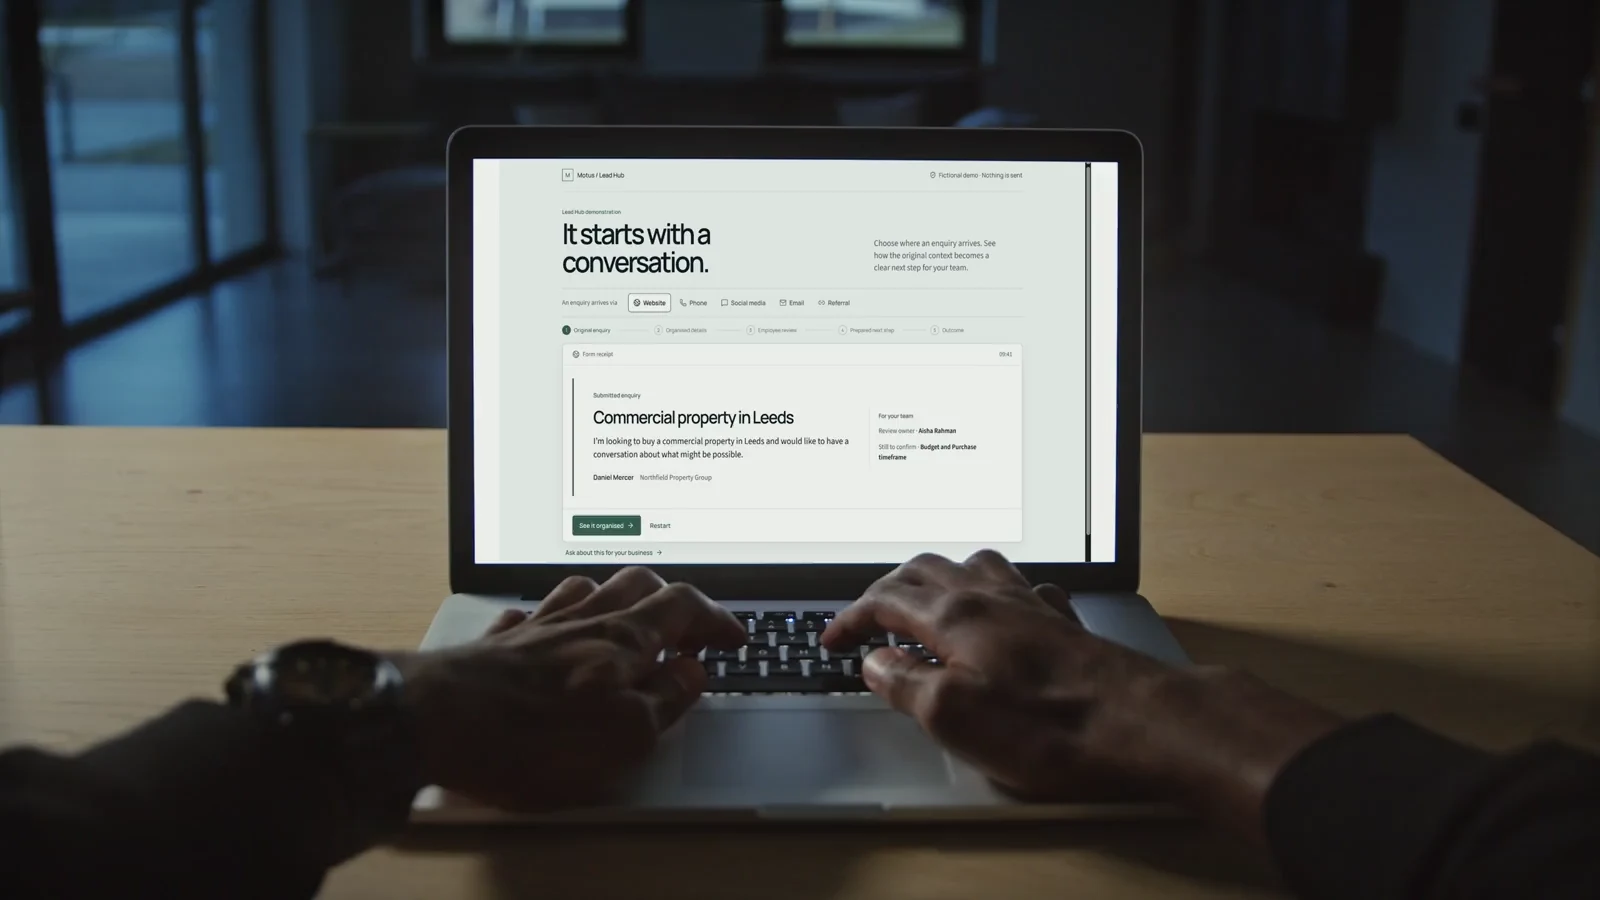 M Motus / Lead Hub
Fictional demo · Nothing is sent
Lead Hub demonstration
It starts with a
conversation.
Choose where an enquiry arrives. See
how the original context becomes a
clear next step for your team.
An enquiry arrives via Website Phone Social media Email Referral
1 Original enquiry 2 Organised details 3 Employee review 4 Prepared next step 5 Outcome
Form receipt 09:41
Submitted enquiry
Commercial property in Leeds
I'm looking to buy a commercial property in Leeds and would like to have a
conversation about what might be possible.
Daniel Mercer Northfield Property Group
For your team
Review owner · Aisha Rahman
Still to confirm · Budget and Purchase
timeframe
See it organised → Restart
Ask about this for your business →